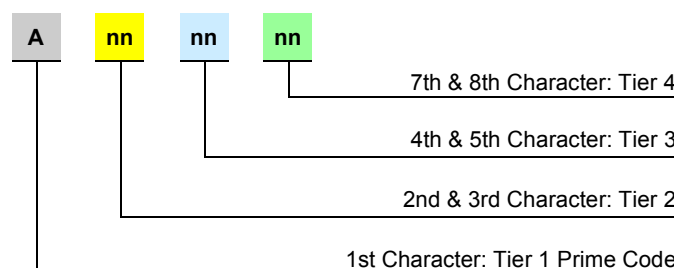 A nn nn nn
7th & 8th Character: Tier 4
4th & 5th Character: Tier 3
2nd & 3rd Character: Tier 2
1st Character: Tier 1 Prime Code